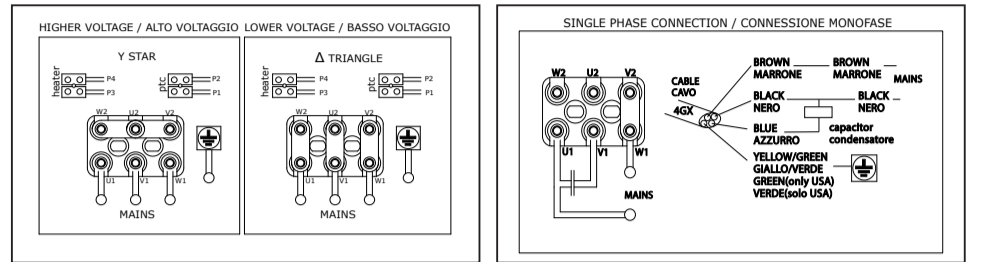 HIGHER VOLTAGE / ALTO VOLTAGGIO
Y STAR
heater
P4
P3
ptc
P2
P1
W2 U2 V2
U1 V1 W1
MAINS
LOWER VOLTAGE / BASSO VOLTAGGIO
Δ TRIANGLE
heater
P4
P3
ptc
P2
P1
W2 U2 V2
U1 V1 W1
MAINS
SINGLE PHASE CONNECTION / CONNESSIONE MONOFASE
W2 U2 V2
U1 V1 W1
MAINS
CABLE
CAVO
4GX
BROWN
MARRONE
BROWN
MARRONE
MAINS
BLACK
NERO
BLACK
NERO
BLUE
AZZURRO
capacitor
condensatore
YELLOW/GREEN
GIALLO/VERDE
GREEN(only USA)
VERDE(solo USA)